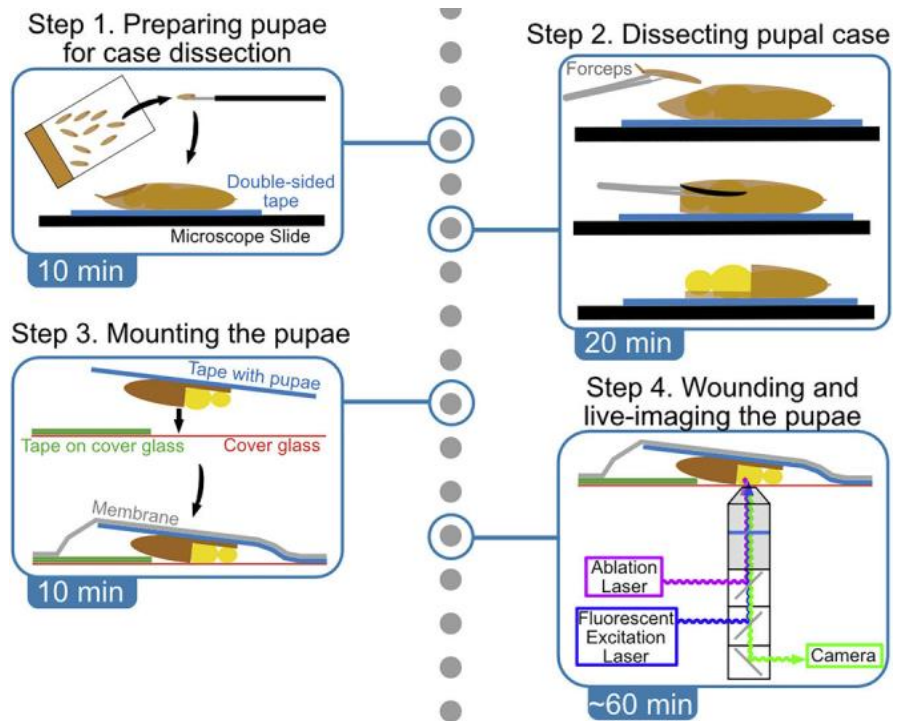 Step 1. Preparing pupae
for case dissection
Double-sided
tape
Microscope Slide
10 min
Step 2. Dissecting pupal case
Forceps
20 min
Step 3. Mounting the pupae
Tape with pupae
Tape on cover glass
Cover glass
Membrane
10 min
Step 4. Wounding and
live-imaging the pupae
Ablation
Laser
Fluorescent
Excitation
Laser
Camera
~60 min